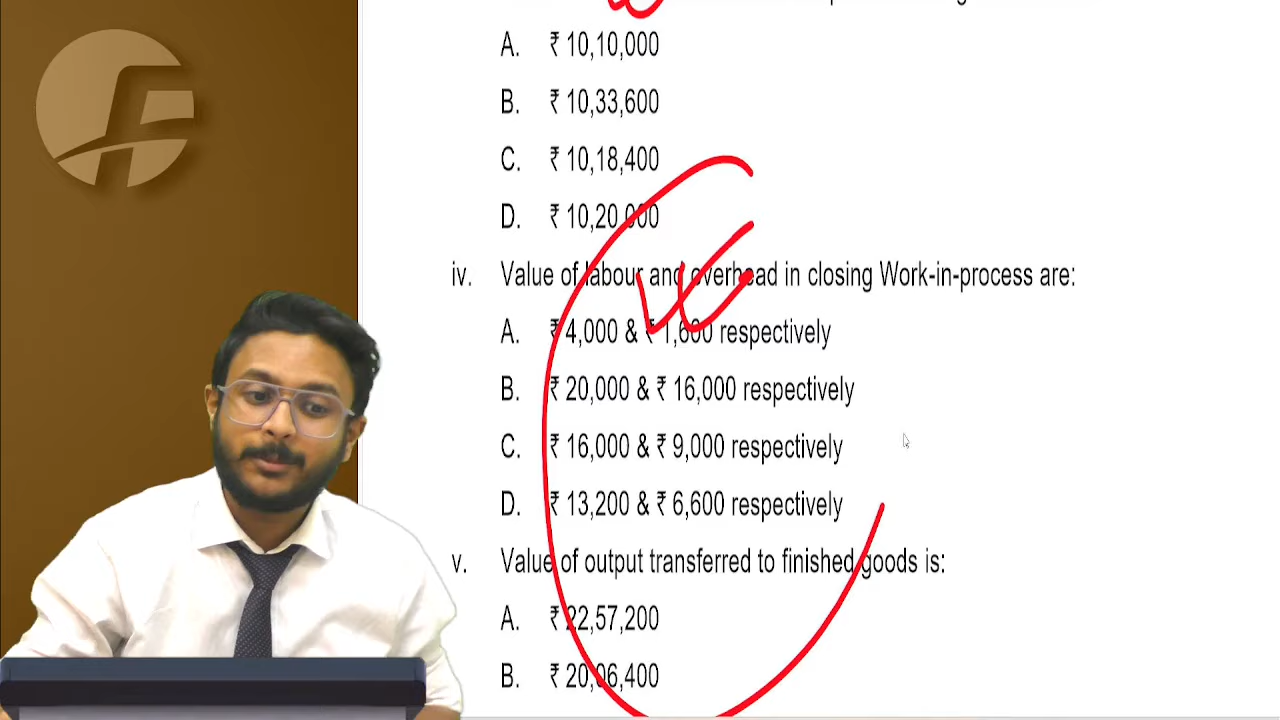 A. ₹ 10,10,000
B. ₹ 10,33,600
C. ₹ 10,18,400
D. ₹ 10,20,000
iv. Value of labour and overhead in closing Work-in-process are:
A. ₹ 4,000 & ₹ 1,600 respectively
B. ₹ 20,000 & ₹ 16,000 respectively
C. ₹ 16,000 & ₹ 9,000 respectively
D. ₹ 13,200 & ₹ 6,600 respectively
v. Value of output transferred to finished goods is:
A. ₹ 22,57,200
B. ₹ 20,06,400